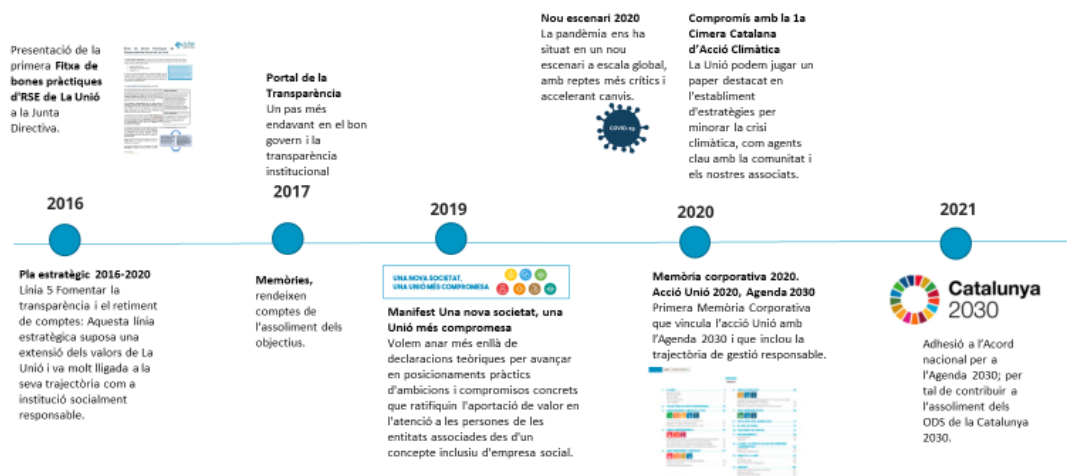 Presentació de la
primera Fitxa de
bones pràctiques
d'RSE de La Unió
a la Junta
Directiva.
2016
Pla estratègic 2016-2020
Línia 5 Fomentar la
transparència i el retiment
de comptes: Aquesta línia
estratègica suposa una
extensió dels valors de La
Unió i va molt lligada a la
seva trajectòria com a
institució socialment
responsable.
Portal de la
Transparència
Un pas més
endavant en el bon
govern i la
transparència
institucional
2017
Memòries,
rendeixen
comptes de
l'assoliment dels
objectius.
2019
UNA NOVA SOCIETAT,
UNA UNIÓ MÉS COMPROMESA
Manifest Una nova societat, una
Unió més compromesa
Volem anar més enllà de
declaracions teòriques per avançar
en posicionaments pràctics
d'ambicions i compromisos concrets
que ratifiquin l'aportació de valor en
l'atenció a les persones de les
entitats associades des d'un
concepte inclusiu d'empresa social.
Nou escenari 2020
La pandèmia ens ha
situat en un nou
escenari a escala global,
amb reptes més crítics i
accelerant canvis.
COVID-19
Compromís amb la 1a
Cimera Catalana
d'Acció Climàtica
La Unió podem jugar un
paper destacat en
l'establiment
d'estratègies per
minorar la crisi
climàtica, com agents
clau amb la comunitat i
els nostres associats.
2020
Memòria corporativa 2020.
Acció Unió 2020, Agenda 2030
Primera Memòria Corporativa
que vincula l'acció Unió amb
l'Agenda 2030 i que inclou la
trajectòria de gestió responsable.
2021
Catalunya
2030
Adhesió a l'Acord
nacional per a
l'Agenda 2030; per
tal de contribuir a
l'assoliment dels
ODS de la Catalunya
2030.